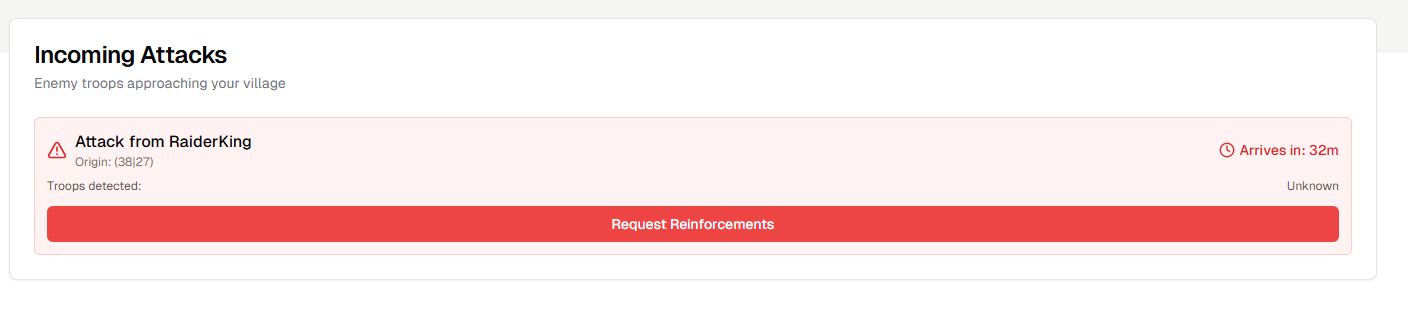 Incoming Attacks
Enemy troops approaching your village
Attack from RaiderKing
Origin: (38|27)
Arrives in: 32m
Troops detected:
Unknown
Request Reinforcements